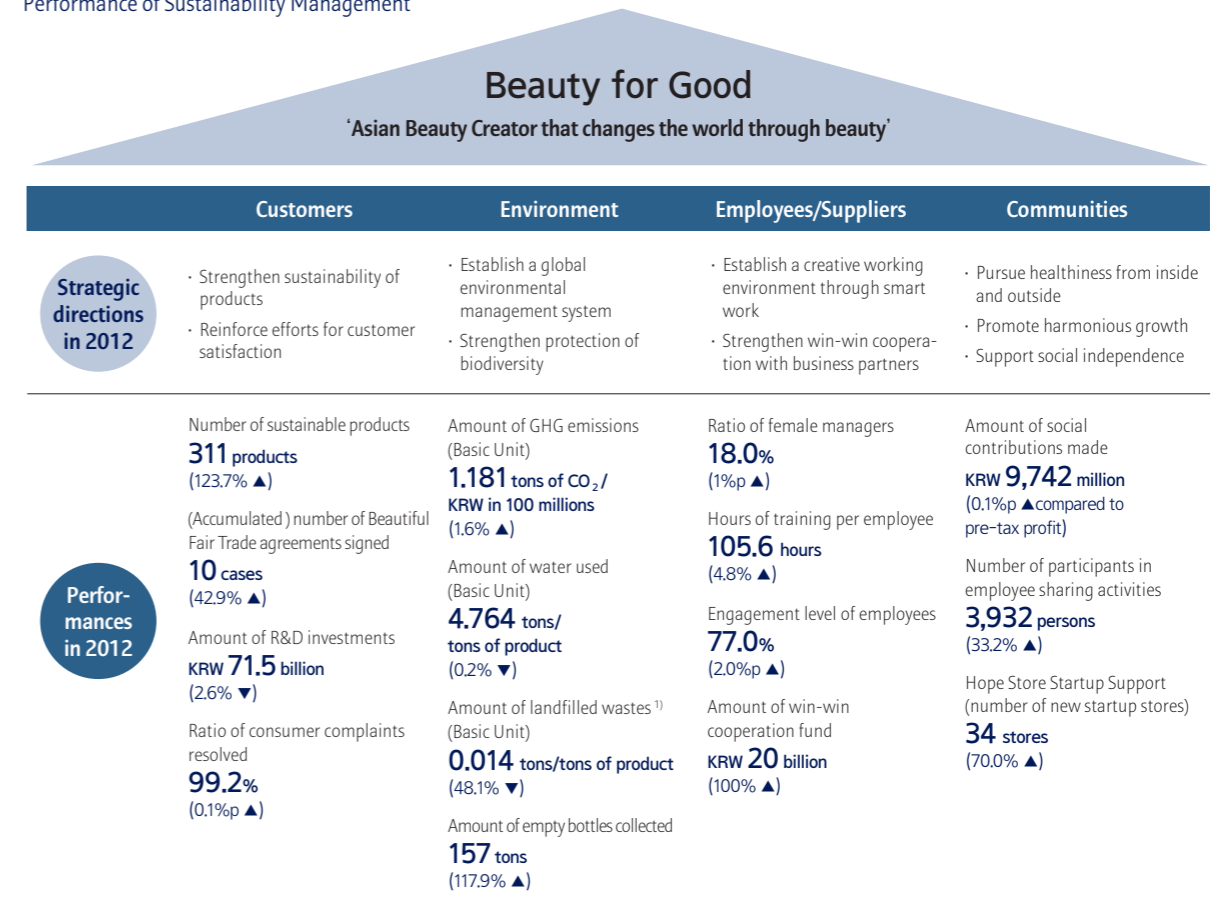 Performance of Sustainability Management
Beauty for Good
‘Asian Beauty Creator that changes the world through beauty’
Customers
Environment
Employees/Suppliers
Communities
Strategic
directions
in 2012
· Strengthen sustainability of
products
· Reinforce efforts for customer
satisfaction
· Establish a global
environmental
management system
· Strengthen protection of
biodiversity
· Establish a creative working
environment through smart
work
· Strengthen win-win coopera-
tion with business partners
· Pursue healthiness from inside
and outside
· Promote harmonious growth
· Support social independence
Perfor-
mances
in 2012
Number of sustainable products
311 products
(123.7% ▲)
(Accumulated ) number of Beautiful
Fair Trade agreements signed
10 cases
(42.9% ▲)
Amount of R&D investments
KRW 71.5 billion
(2.6% ▼)
Ratio of consumer complaints
resolved
99.2%
(0.1%p ▲)
Amount of GHG emissions
(Basic Unit)
1.181 tons of CO₂/
KRW in 100 millions
(1.6% ▲)
Amount of water used
(Basic Unit)
4.764 tons/
tons of product
(0.2% ▼)
Amount of landfilled wastes ¹⁾
(Basic Unit)
0.014 tons/tons of product
(48.1% ▼)
Amount of empty bottles collected
157 tons
(117.9% ▲)
Ratio of female managers
18.0%
(1%p ▲)
Hours of training per employee
105.6 hours
(4.8% ▲)
Engagement level of employees
77.0%
(2.0%p ▲)
Amount of win-win
cooperation fund
KRW 20 billion
(100% ▲)
Amount of social
contributions made
KRW 9,742 million
(0.1%p ▲compared to
pre-tax profit)
Number of participants in
employee sharing activities
3,932 persons
(33.2% ▲)
Hope Store Startup Support
(number of new startup stores)
34 stores
(70.0% ▲)